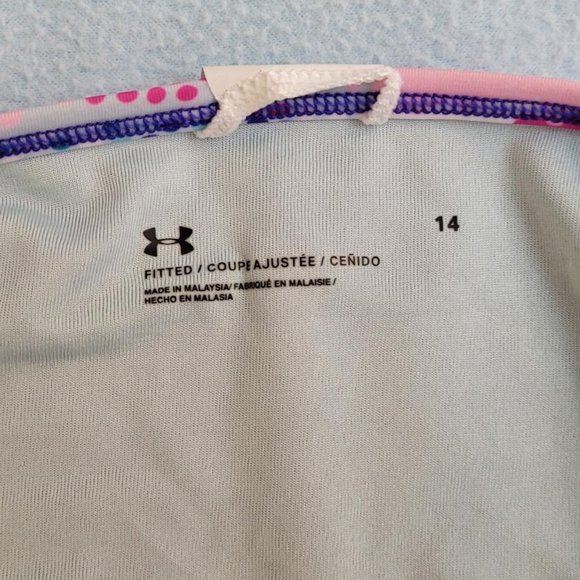 14
FITTED / COUPE AJUSTÉE / CEÑIDO
MADE IN MALAYSIA/ FABRIQUÉ EN MALAISIE /
HECHO EN MALASIA